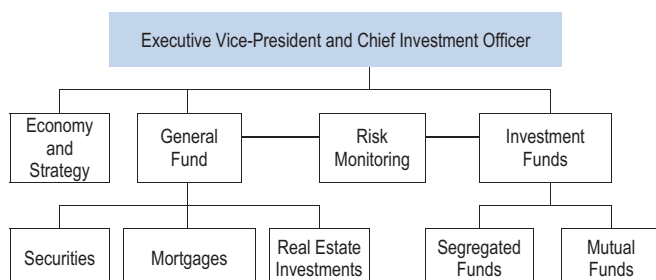 Executive Vice-President and Chief Investment Officer
Economy
and
Strategy
General
Fund
Risk
Monitoring
Investment
Funds
Securities
Mortgages
Real Estate
Investments
Segregated
Funds
Mutual
Funds